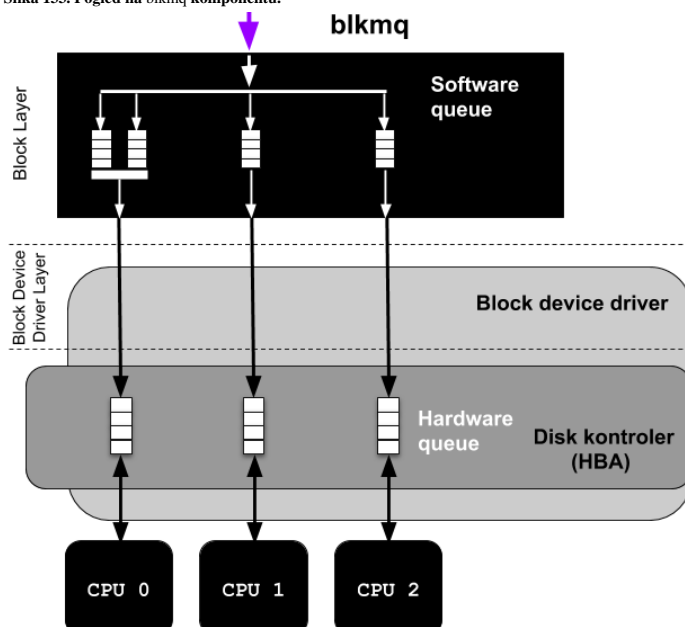 Slika 153. Pogled na blkmq komponentu.
blkmq
Block Layer
Software
queue
Block Device
Driver Layer
Block device driver
Hardware
queue
Disk kontroler
(HBA)
CPU 0
CPU 1
CPU 2